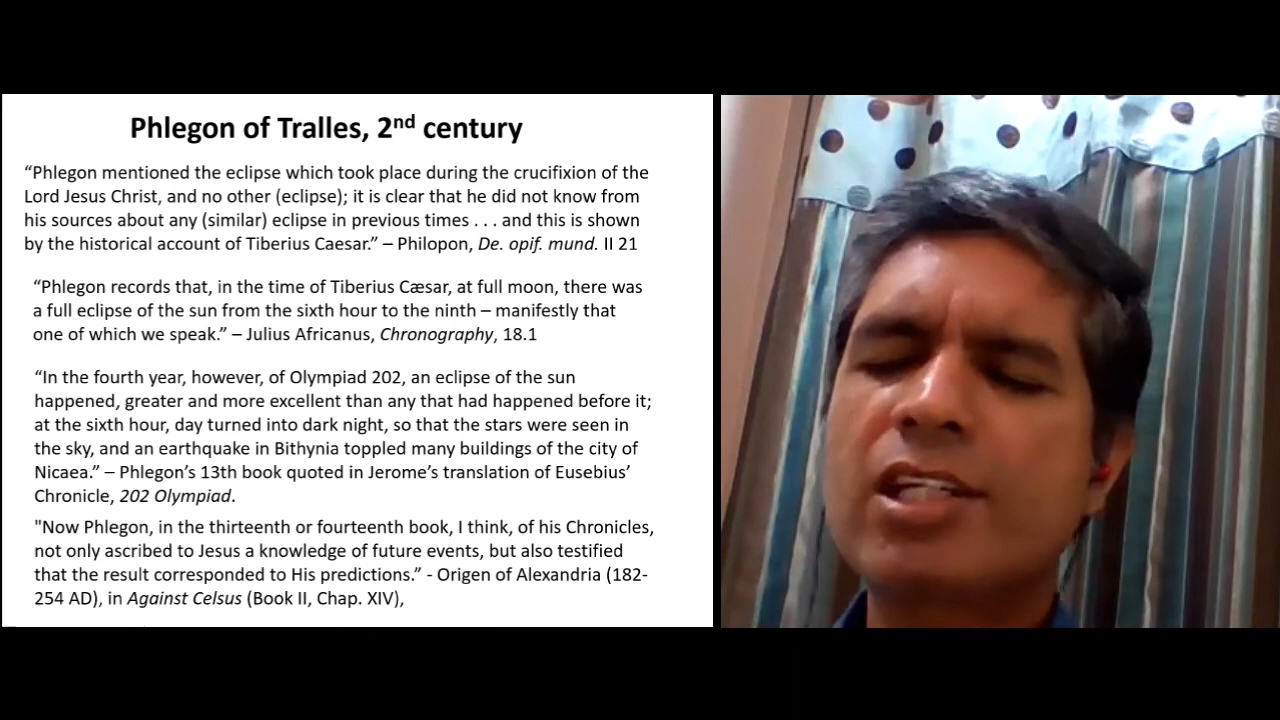 Phlegon of Tralles, 2nd century
“Phlegon mentioned the eclipse which took place during the crucifixion of the
Lord Jesus Christ, and no other (eclipse); it is clear that he did not know from
his sources about any (similar) eclipse in previous times . . . and this is shown
by the historical account of Tiberius Caesar.” – Philopon, De. opif. mund. II 21
“Phlegon records that, in the time of Tiberius Cæsar, at full moon, there was
a full eclipse of the sun from the sixth hour to the ninth – manifestly that
one of which we speak.” – Julius Africanus, Chronography, 18.1
“In the fourth year, however, of Olympiad 202, an eclipse of the sun
happened, greater and more excellent than any that had happened before it;
at the sixth hour, day turned into dark night, so that the stars were seen in
the sky, and an earthquake in Bithynia toppled many buildings of the city of
Nicaea.” – Phlegon’s 13th book quoted in Jerome’s translation of Eusebius’
Chronicle, 202 Olympiad.
"Now Phlegon, in the thirteenth or fourteenth book, I think, of his Chronicles,
not only ascribed to Jesus a knowledge of future events, but also testified
that the result corresponded to His predictions.” - Origen of Alexandria (182-
254 AD), in Against Celsus (Book II, Chap. XIV),